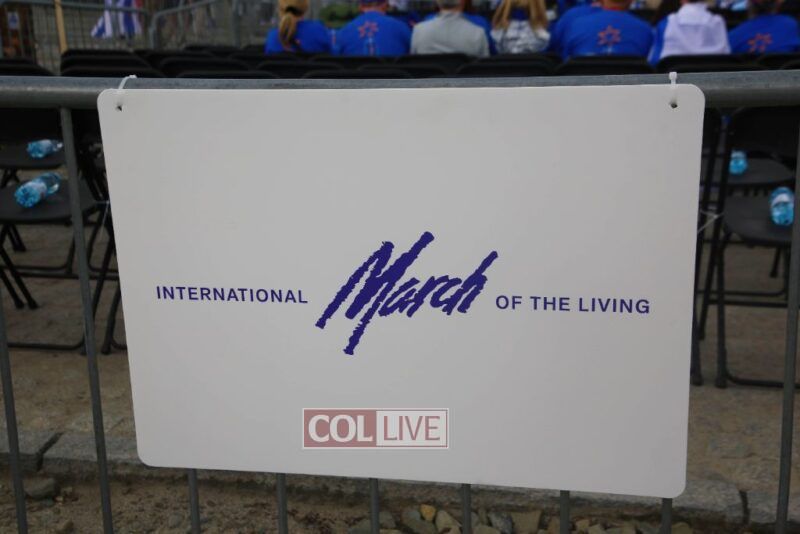 INTERNATIONAL March OF THE LIVING
COL LIVE